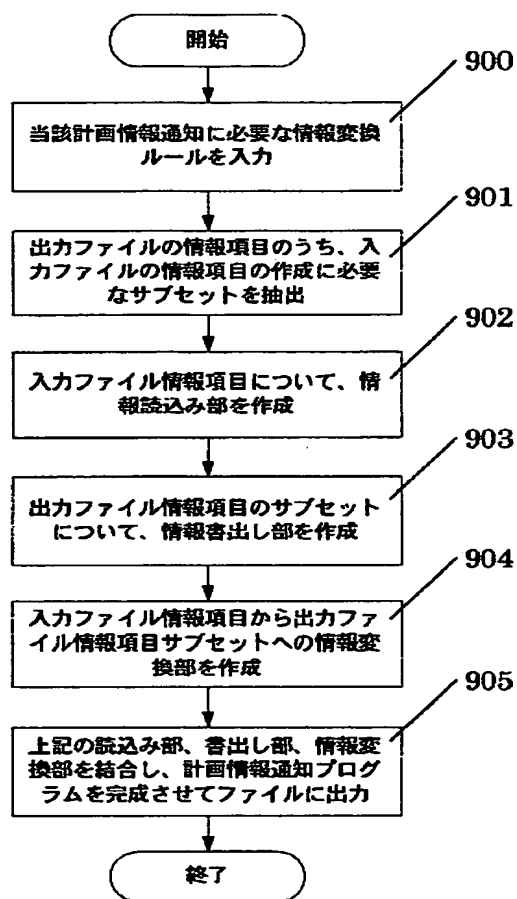 開始
900
当該計画情報通知に必要な情報変換
ルールを入力
901
出力ファイルの情報項目のうち、入
力ファイルの情報項目の作成に必要
なサブセットを抽出
902
入力ファイル情報項目について、情
報読込み部を作成
903
出力ファイル情報項目のサブセット
について、情報書出し部を作成
904
入力ファイル情報項目から出力ファ
イル情報項目サブセットへの情報変
換部を作成
905
上記の読込み部、書出し部、情報変
換部を結合し、計画情報通知プログ
ラムを完成させてファイルに出力
終了